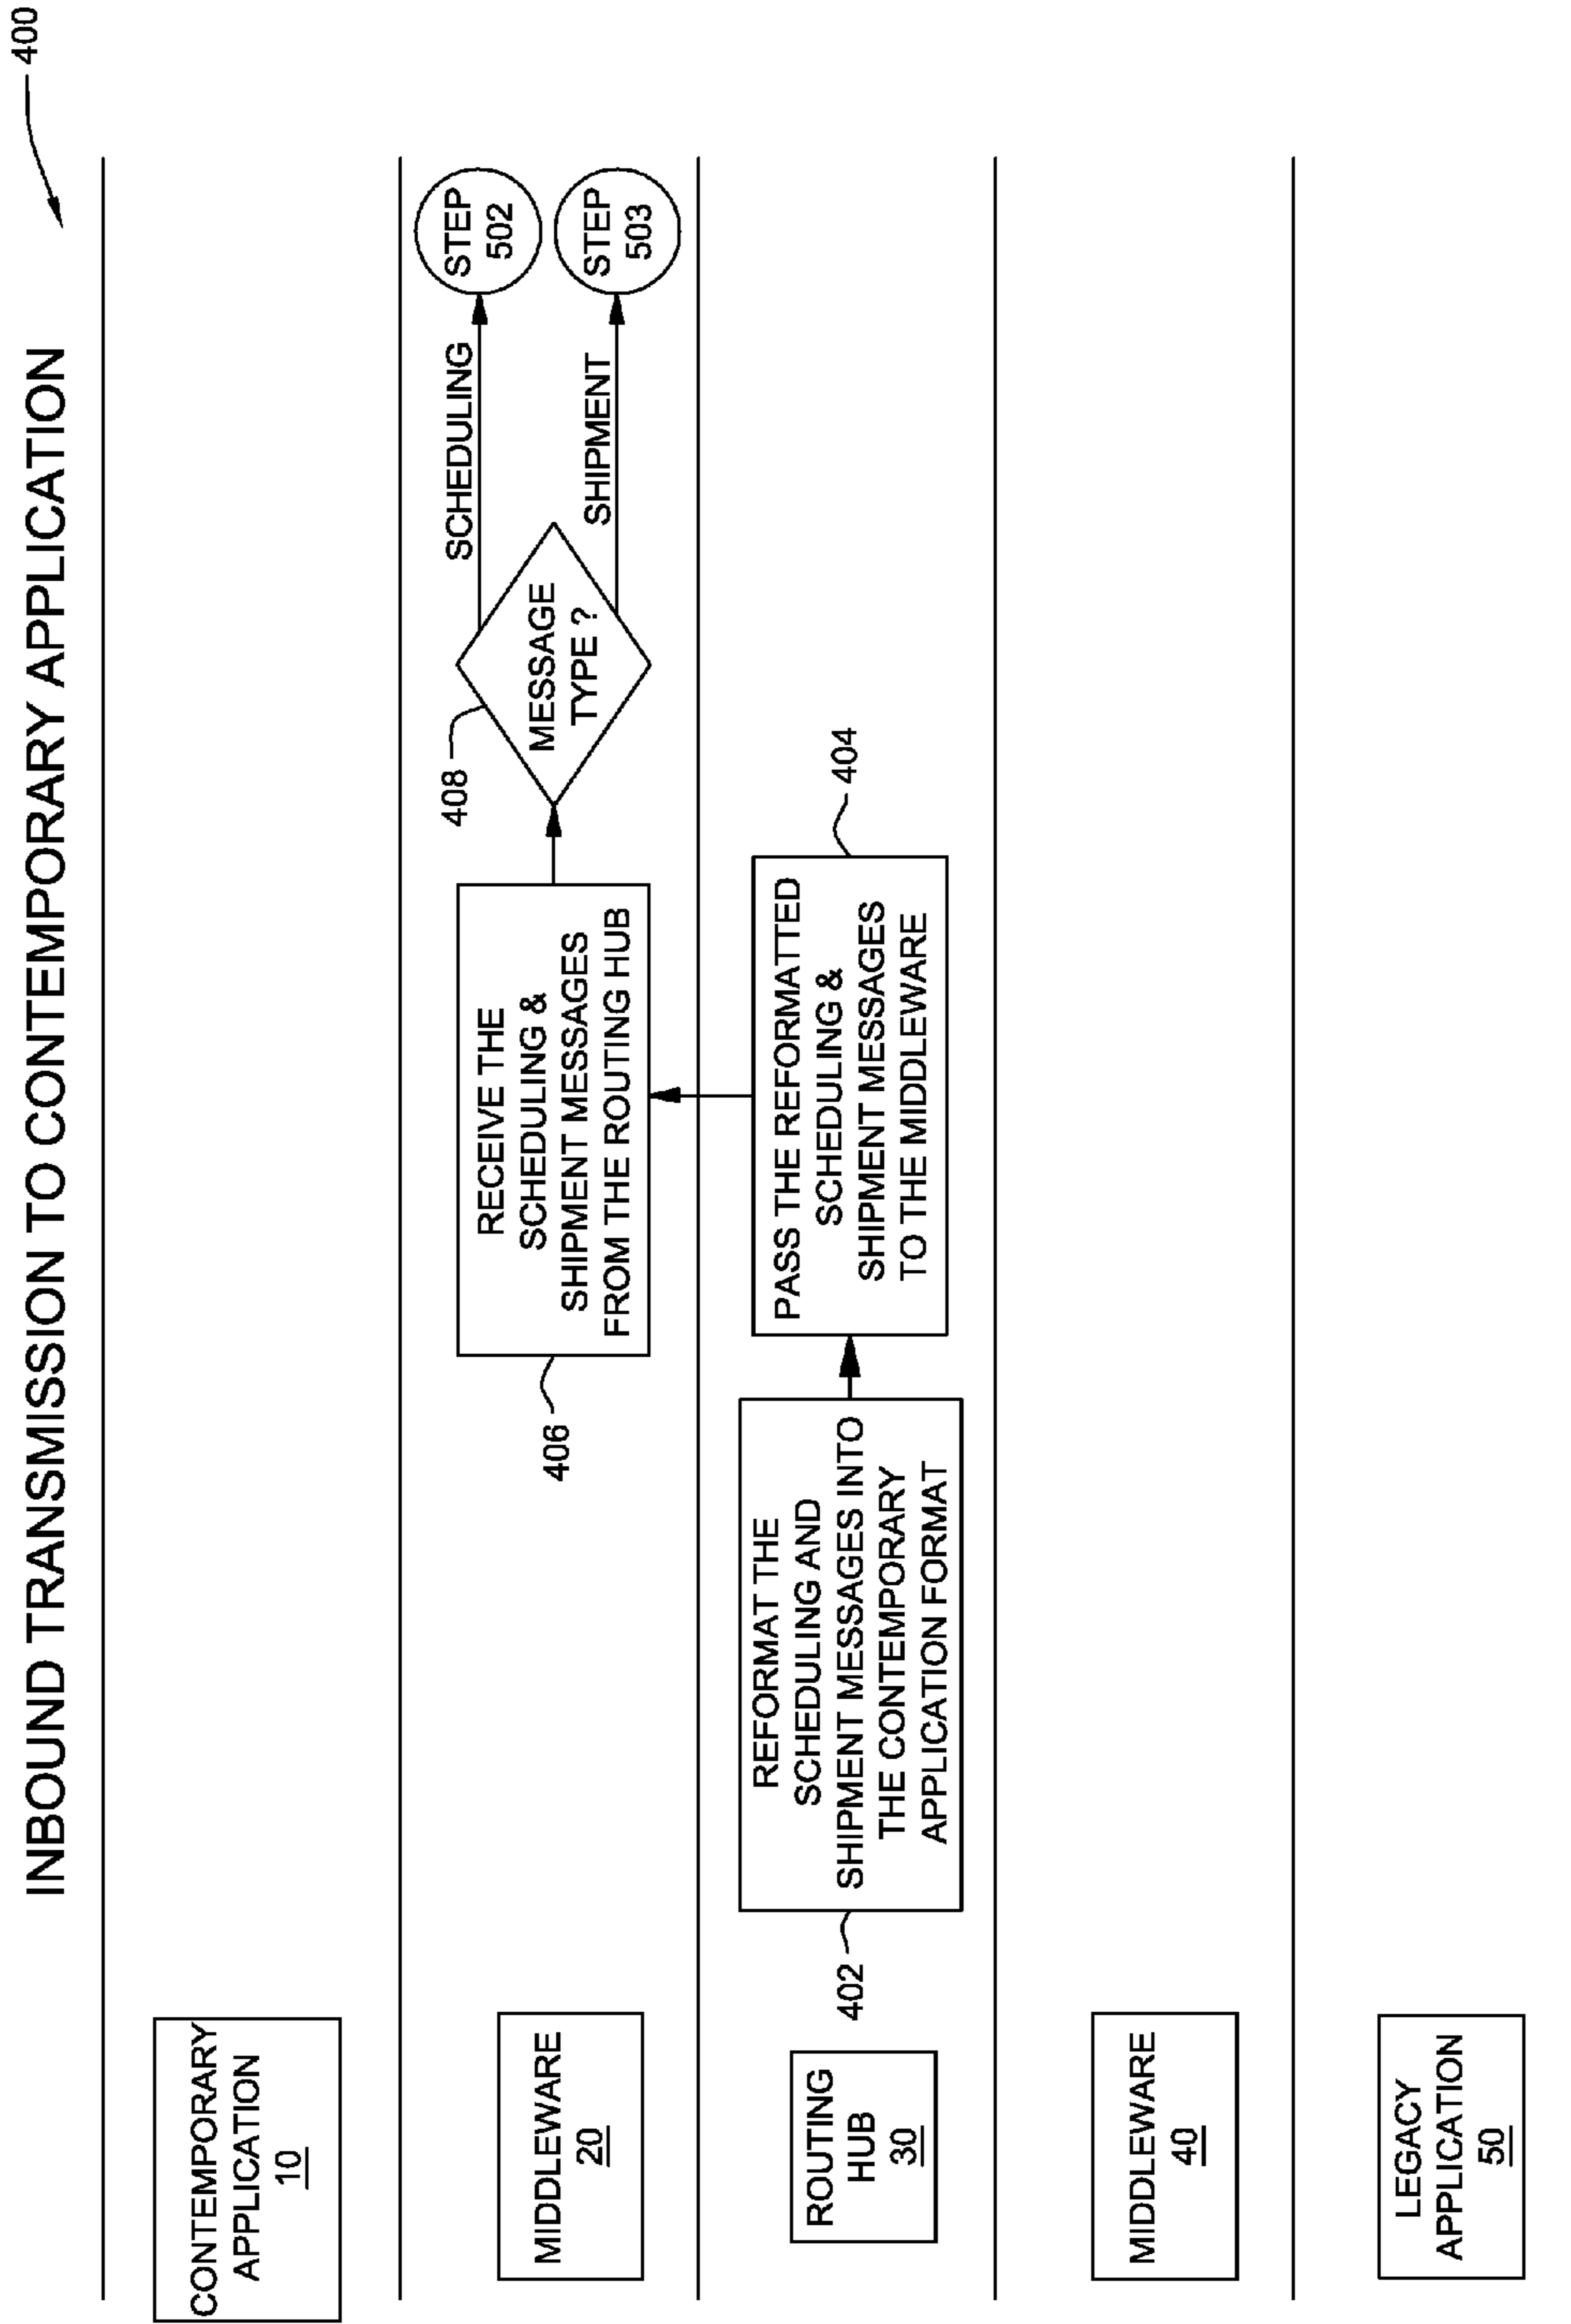 INBOUND TRANSMISSION TO CONTEMPORARY APPLICATION
400
CONTEMPORARY
APPLICATION
10
MIDDLEWARE
20
406
RECEIVE THE
SCHEDULING &
SHIPMENT MESSAGES
FROM THE ROUTING HUB
408
MESSAGE
TYPE ?
SCHEDULING
STEP
502
SHIPMENT
STEP
503
ROUTING
HUB
30
402
REFORMAT THE
SCHEDULING AND
SHIPMENT MESSAGES INTO
THE CONTEMPORARY
APPLICATION FORMAT
PASS THE REFORMATTED
SCHEDULING &
SHIPMENT MESSAGES
TO THE MIDDLEWARE
404
MIDDLEWARE
40
LEGACY
APPLICATION
50